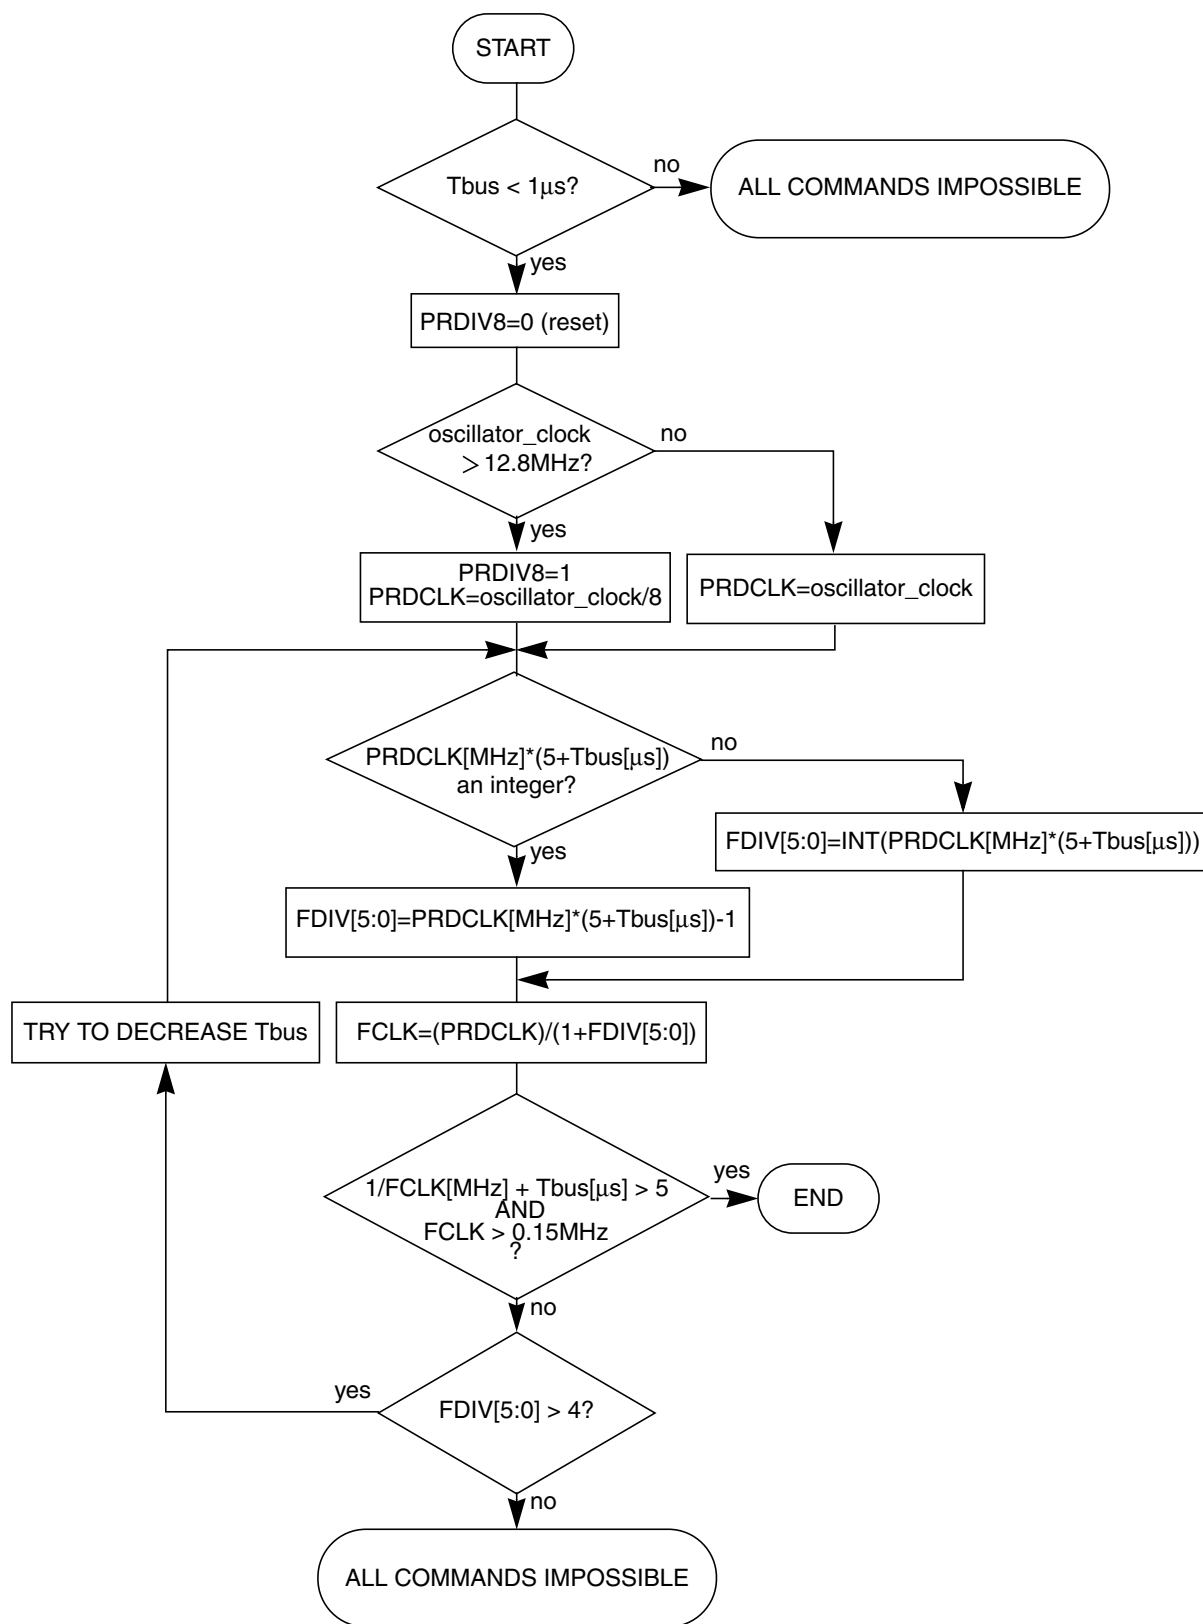 START
Tbus < 1μs?
no
ALL COMMANDS IMPOSSIBLE
yes
PRDIV8=0 (reset)
oscillator_clock
> 12.8MHz?
no
yes
PRDIV8=1
PRDCLK=oscillator_clock/8
PRDCLK=oscillator_clock
PRDCLK[MHz]*(5+Tbus[μs])
an integer?
no
yes
FDIV[5:0]=INT(PRDCLK[MHz]*(5+Tbus[μs]))
FDIV[5:0]=PRDCLK[MHz]*(5+Tbus[μs])-1
TRY TO DECREASE Tbus
FCLK=(PRDCLK)/(1+FDIV[5:0])
1/FCLK[MHz] + Tbus[μs] > 5
AND
FCLK > 0.15MHz
?
yes
END
no
yes
FDIV[5:0] > 4?
no
ALL COMMANDS IMPOSSIBLE